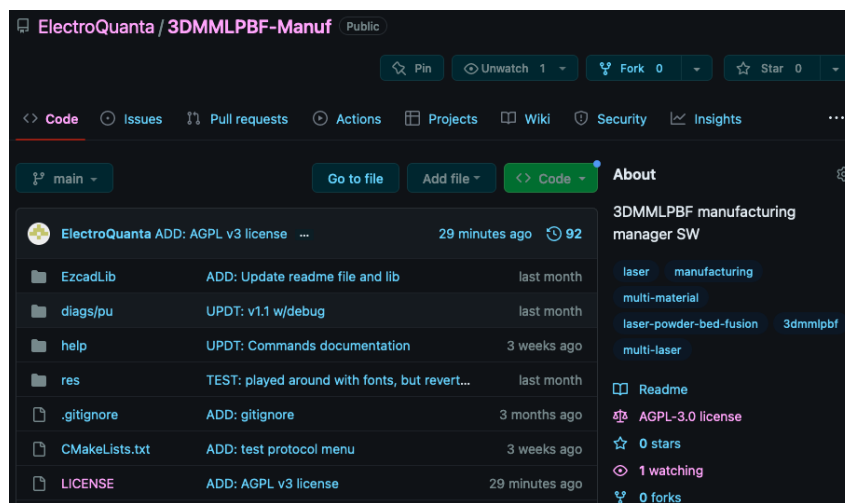 ElectroQuanta / 3DMMLPBF-Manuf Public
Pin Unwatch 1 Fork 0 Star 0
Code Issues Pull requests Actions Projects Wiki Security Insights ...
main Go to file Add file Code
ElectroQuanta ADD: AGPL v3 license ... 29 minutes ago 92
EzcadLib ADD: Update readme file and lib last month
diags/pu UPDT: v1.1 w/debug last month
help UPDT: Commands documentation 3 weeks ago
res TEST: played around with fonts, but revert... last month
.gitignore ADD: gitignore 3 months ago
CMakeLists.txt ADD: test protocol menu 3 weeks ago
LICENSE ADD: AGPL v3 license 29 minutes ago
About
3DMMLPBF manufacturing
manager SW
laser manufacturing
multi-material
laser-powder-bed-fusion 3dmmlpbf
multi-laser
Readme
AGPL-3.0 license
0 stars
1 watching
0 forks